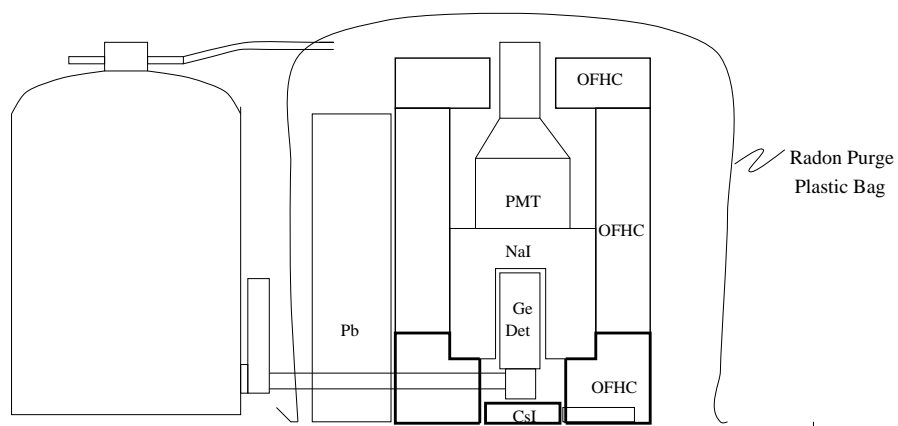 OFHC
Radon Purge
Plastic Bag
PMT
OFHC
NaI
Ge
Det
Pb
OFHC
CsI